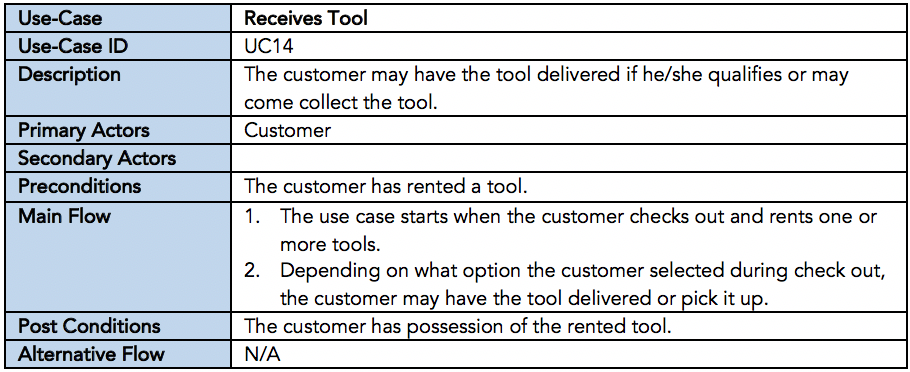 Use-Case Receives Tool
Use-Case ID UC14
Description The customer may have the tool delivered if he/she qualifies or may
come collect the tool.
Primary Actors Customer
Secondary Actors
Preconditions The customer has rented a tool.
Main Flow 1. The use case starts when the customer checks out and rents one or
more tools.
2. Depending on what option the customer selected during check out,
the customer may have the tool delivered or pick it up.
Post Conditions The customer has possession of the rented tool.
Alternative Flow N/A